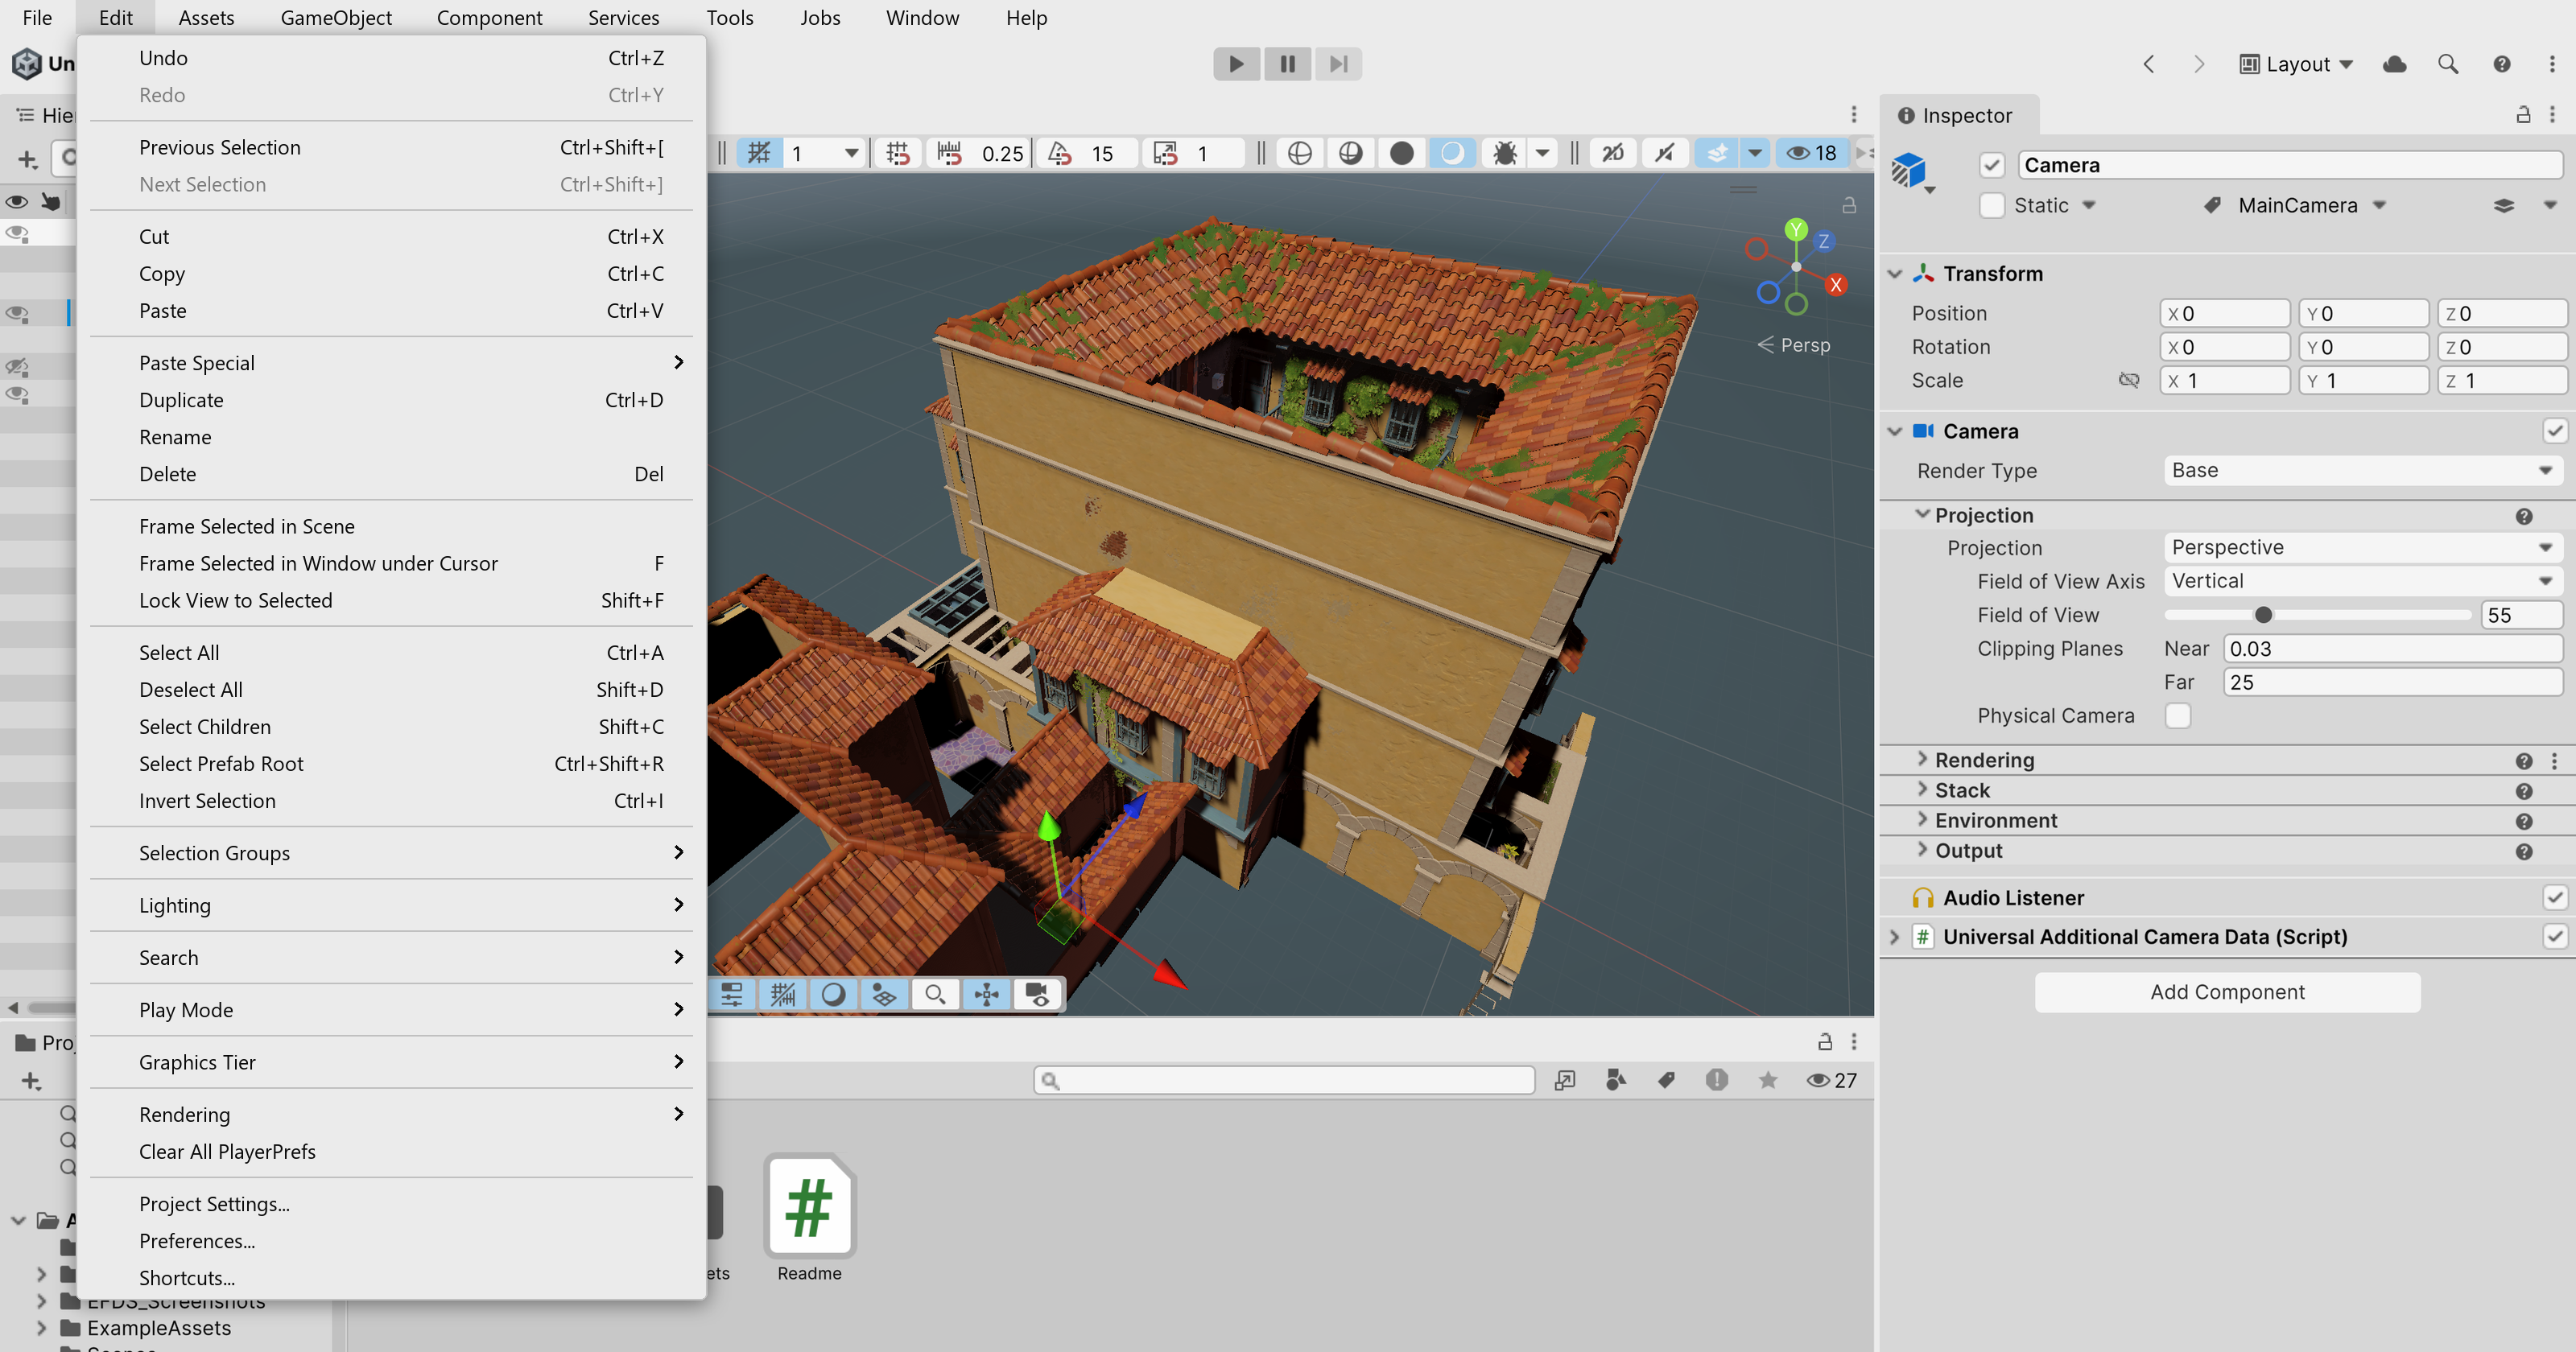 File Edit Assets GameObject Component Services Tools Jobs Window Help
Undo Ctrl+Z
Redo Ctrl+Y
Previous Selection Ctrl+Shift+[
Next Selection Ctrl+Shift+]
Cut Ctrl+X
Copy Ctrl+C
Paste Ctrl+V
Paste Special
Duplicate Ctrl+D
Rename
Delete Del
Frame Selected in Scene
Frame Selected in Window under Cursor F
Lock View to Selected Shift+F
Select All Ctrl+A
Deselect All Shift+D
Select Children Shift+C
Select Prefab Root Ctrl+Shift+R
Invert Selection Ctrl+I
Selection Groups
Lighting
Search
Play Mode
Graphics Tier
Rendering
Clear All PlayerPrefs
Project Settings...
Preferences...
Shortcuts...
Un
Hie
Layout
1 0.25 15 1 2D 18
Y
Z
X
Persp
Inspector
Camera
Static MainCamera
Transform
Position X 0 Y 0 Z 0
Rotation X 0 Y 0 Z 0
Scale X 1 Y 1 Z 1
Camera
Render Type Base
Projection
Projection Perspective
Field of View Axis Vertical
Field of View 55
Clipping Planes Near 0.03
Far 25
Physical Camera
Rendering
Stack
Environment
Output
Audio Listener
# Universal Additional Camera Data (Script)
Add Component
Pro
27
A
EFDS_Screenshots
ExampleAssets
ets
#
Readme